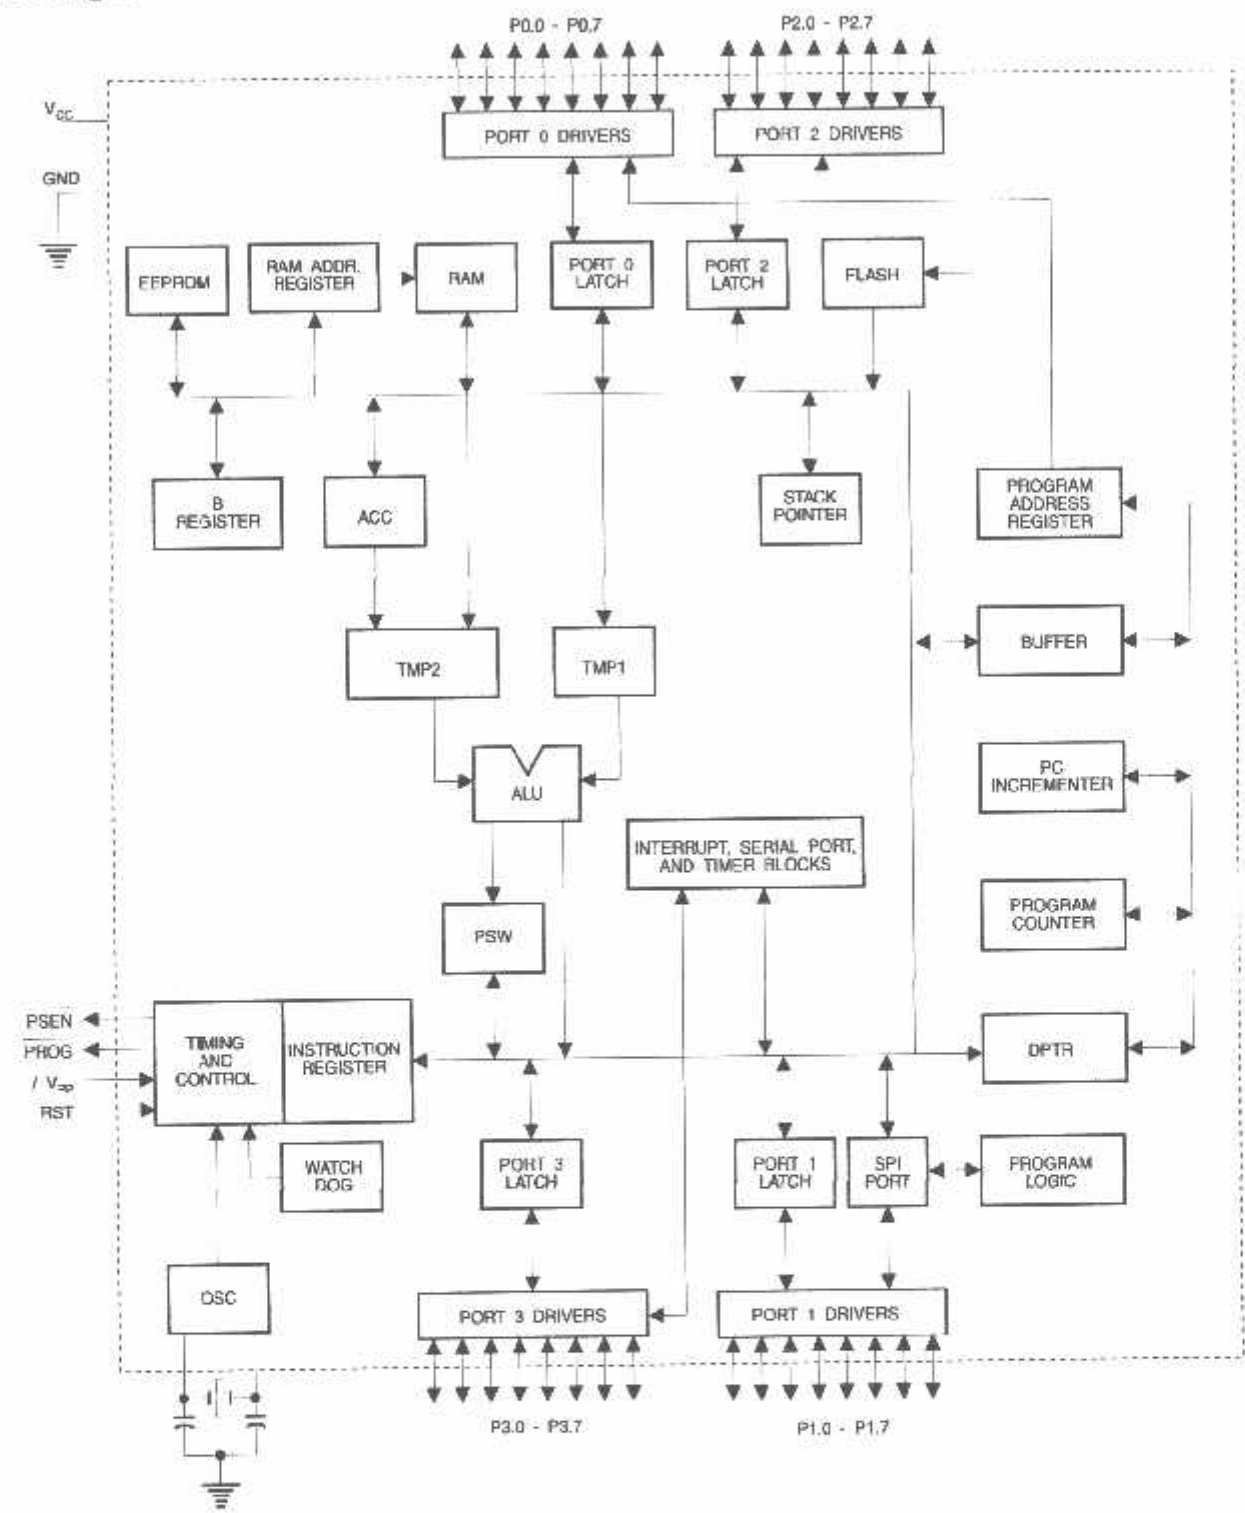 P0.0 - P0.7
P2.0 - P2.7
VCC
PORT 0 DRIVERS
PORT 2 DRIVERS
GND
EEPROM
RAM ADDR.
REGISTER
RAM
PORT 0
LATCH
PORT 2
LATCH
FLASH
B
REGISTER
ACC
STACK
POINTER
PROGRAM
ADDRESS
REGISTER
TMP2
TMP1
BUFFER
ALU
PC
INCREMENTER
INTERRUPT, SERIAL PORT,
AND TIMER BLOCKS
PSW
PROGRAM
COUNTER
PSEN
PROG
/ VPP
RST
TIMING
AND
CONTROL
INSTRUCTION
REGISTER
DPTR
WATCH
DOG
PORT 3
LATCH
PORT 1
LATCH
SPI
PORT
PROGRAM
LOGIC
OSC
PORT 3 DRIVERS
PORT 1 DRIVERS
P3.0 - P3.7
P1.0 - P1.7